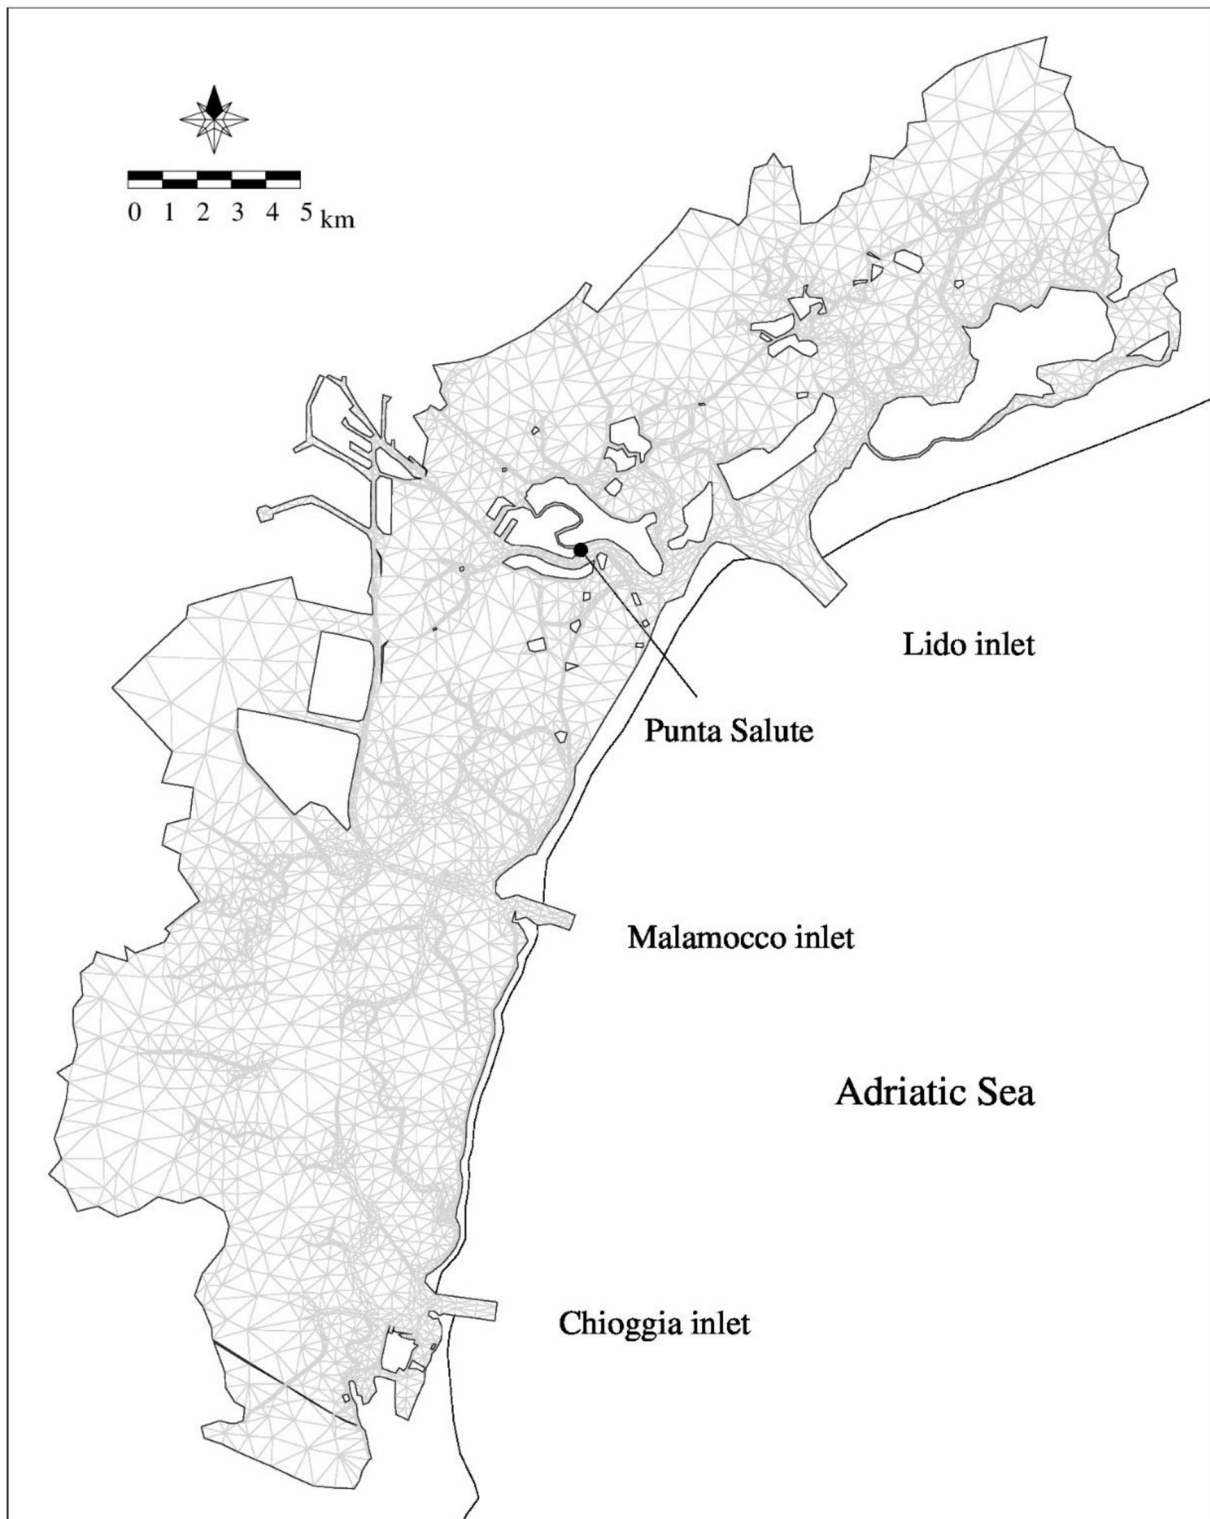 0 1 2 3 4 5 km
Lido inlet
Punta Salute
Malamocco inlet
Adriatic Sea
Chioggia inlet